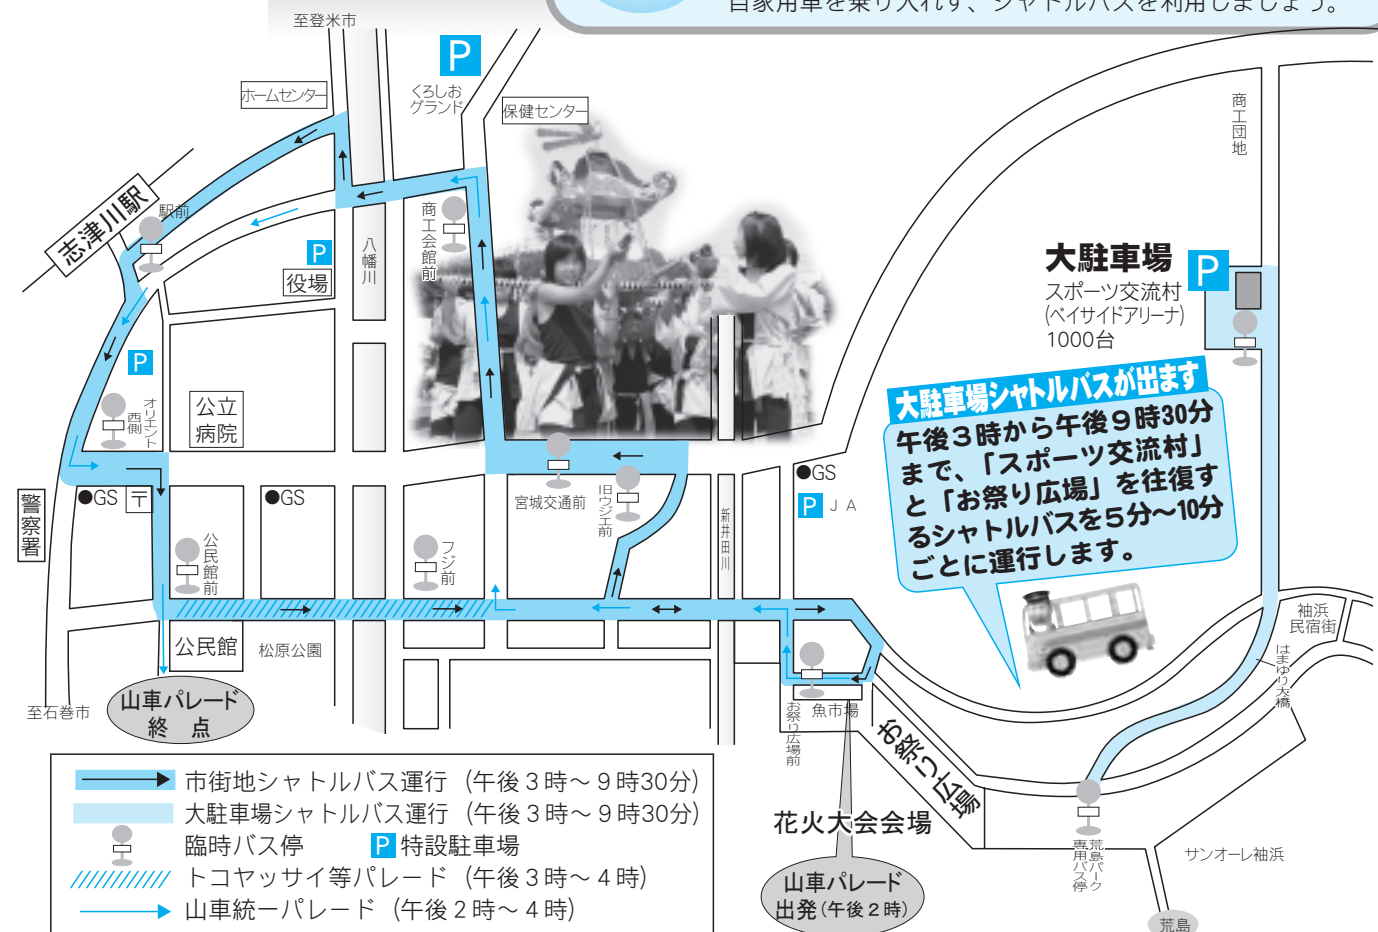 自家用車を乗り入れず、シャトルバスを利用しましょう。
至登米市
P
くろしお
グランド
ホームセンター
保健センター
商工団地
志津川駅
駅前
P
役場
八幡川
商工会館前
大駐車場
P
スポーツ交流村
(ベイサイドアリーナ)
1000台
大駐車場シャトルバスが出ます
午後3時から午後9時30分
まで、「スポーツ交流村」
と「お祭り広場」を往復す
るシャトルバスを5分〜10分
ごとに運行します。
P
オリエント
西側
公立
病院
警察署
●GS
〒
●GS
宮城交通前
旧ウジエ前
新井田川
●GS
P JA
公民館前
フジ前
公民館
松原公園
袖浜
民宿街
はまゆり大橋
至石巻市
山車パレード
終 点
お祭り広場前
魚市場
お祭り広場
花火大会会場
山車パレード
出発(午後2時)
荒島パーク
専用バス停
サンオーレ袖浜
荒島
市街地シャトルバス運行(午後3時〜9時30分)
大駐車場シャトルバス運行(午後3時〜9時30分)
臨時バス停
P 特設駐車場
トコヤッサイ等パレード(午後3時〜4時)
山車統一パレード(午後2時〜4時)